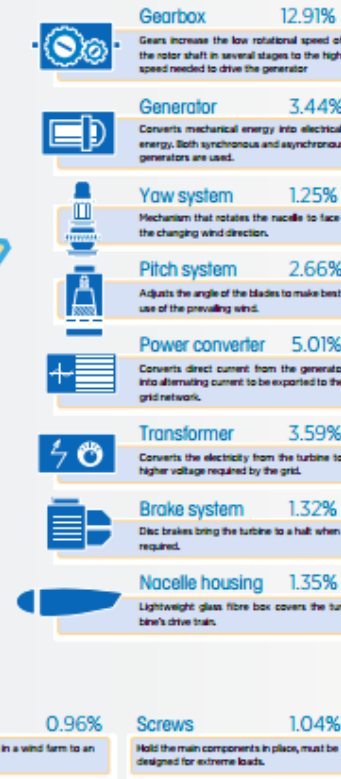 Gearbox 12.91%
Gears increase the low rotational speed of
the rotor shaft in several stages to the high
speed needed to drive the generator
Generator 3.44%
Converts mechanical energy into electrical
energy. Both synchronous and asynchronous
generators are used.
Yaw system 1.25%
Mechanism that rotates the nacelle to face
the changing wind direction.
Pitch system 2.66%
Adjusts the angle of the blades to make best
use of the prevailing wind.
Power converter 5.01%
Converts direct current from the generator
into alternating current to be exported to the
grid network.
Transformer 3.59%
Converts the electricity from the turbine to
higher voltage required by the grid.
Brake system 1.32%
Disc brakes bring the turbine to a halt when
required.
Nacelle housing 1.35%
Lightweight glass fibre box covers the tur
bine's drive train.
0.96%
in a wind farm to an
Screws 1.04%
Hold the main components in place, must be
designed for extreme loads.